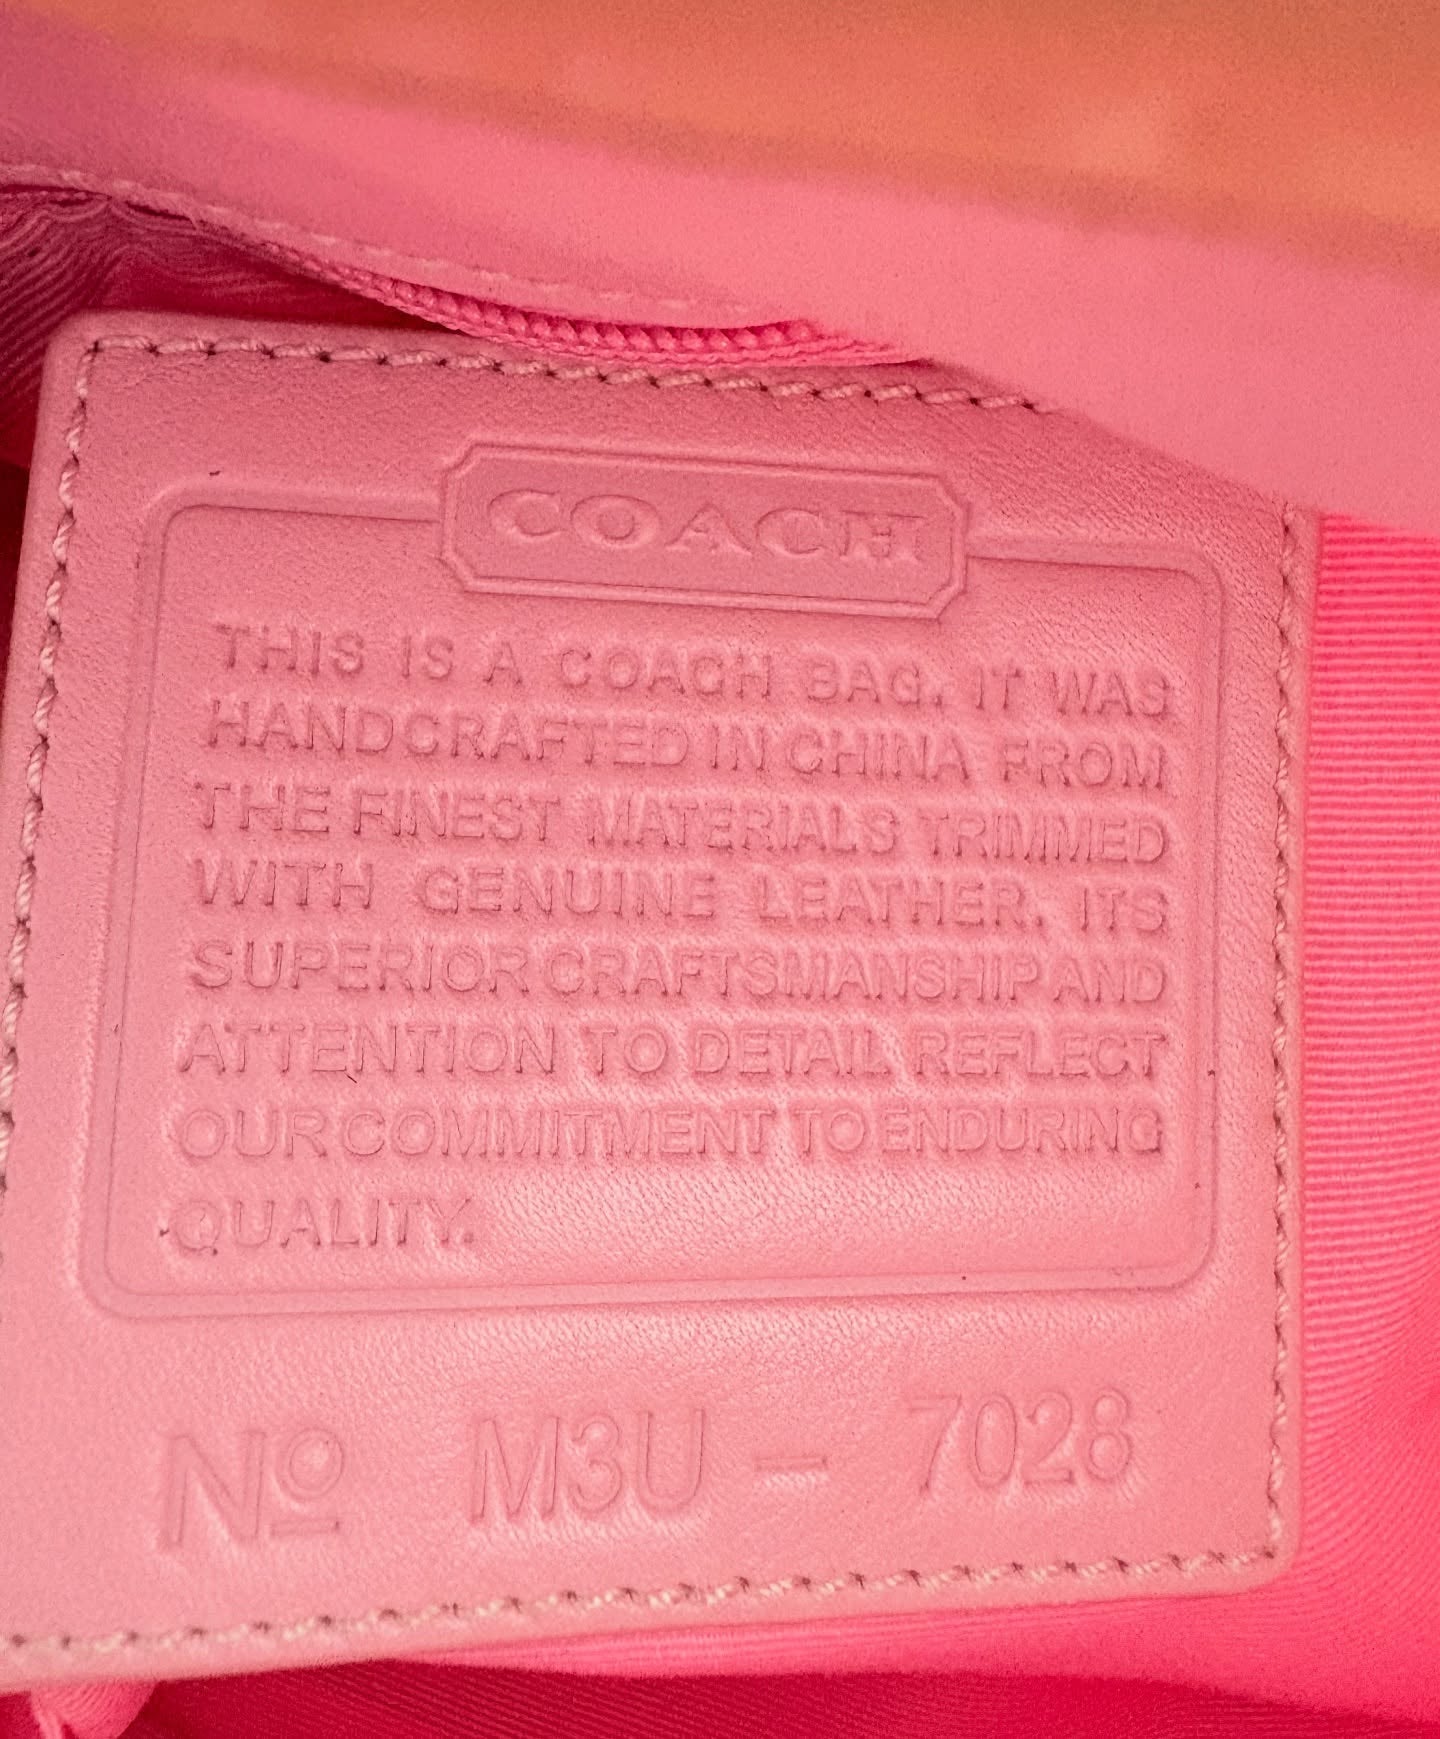 COACH
THIS IS A COACH BAG. IT WAS
HANDCRAFTED IN CHINA FROM
THE FINEST MATERIALS TRIMMED
WITH GENUINE LEATHER. ITS
SUPERIOR CRAFTSMANSHIP AND
ATTENTION TO DETAIL REFLECT
OUR COMMITMENT TO ENDURING
QUALITY.
Nº M3U - 7028